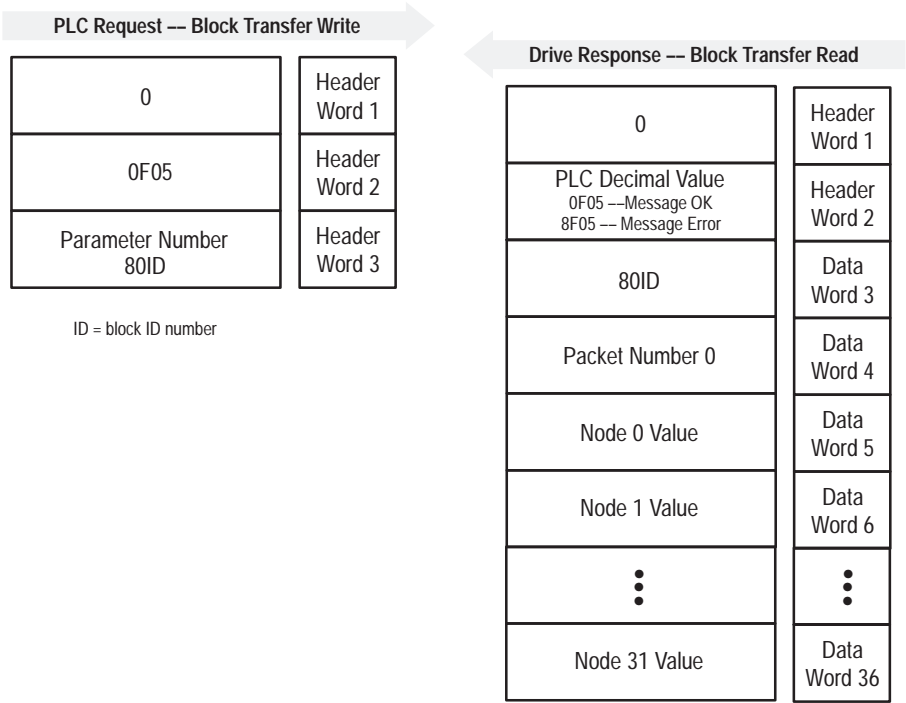 PLC Request –– Block Transfer Write
0
Header
Word 1
0F05
Header
Word 2
Parameter Number
80ID
Header
Word 3
ID = block ID number
Drive Response –– Block Transfer Read
0
Header
Word 1
PLC Decimal Value
0F05 ––Message OK
8F05 –– Message Error
Header
Word 2
80ID
Data
Word 3
Packet Number 0
Data
Word 4
Node 0 Value
Data
Word 5
Node 1 Value
Data
Word 6
Node 31 Value
Data
Word 36